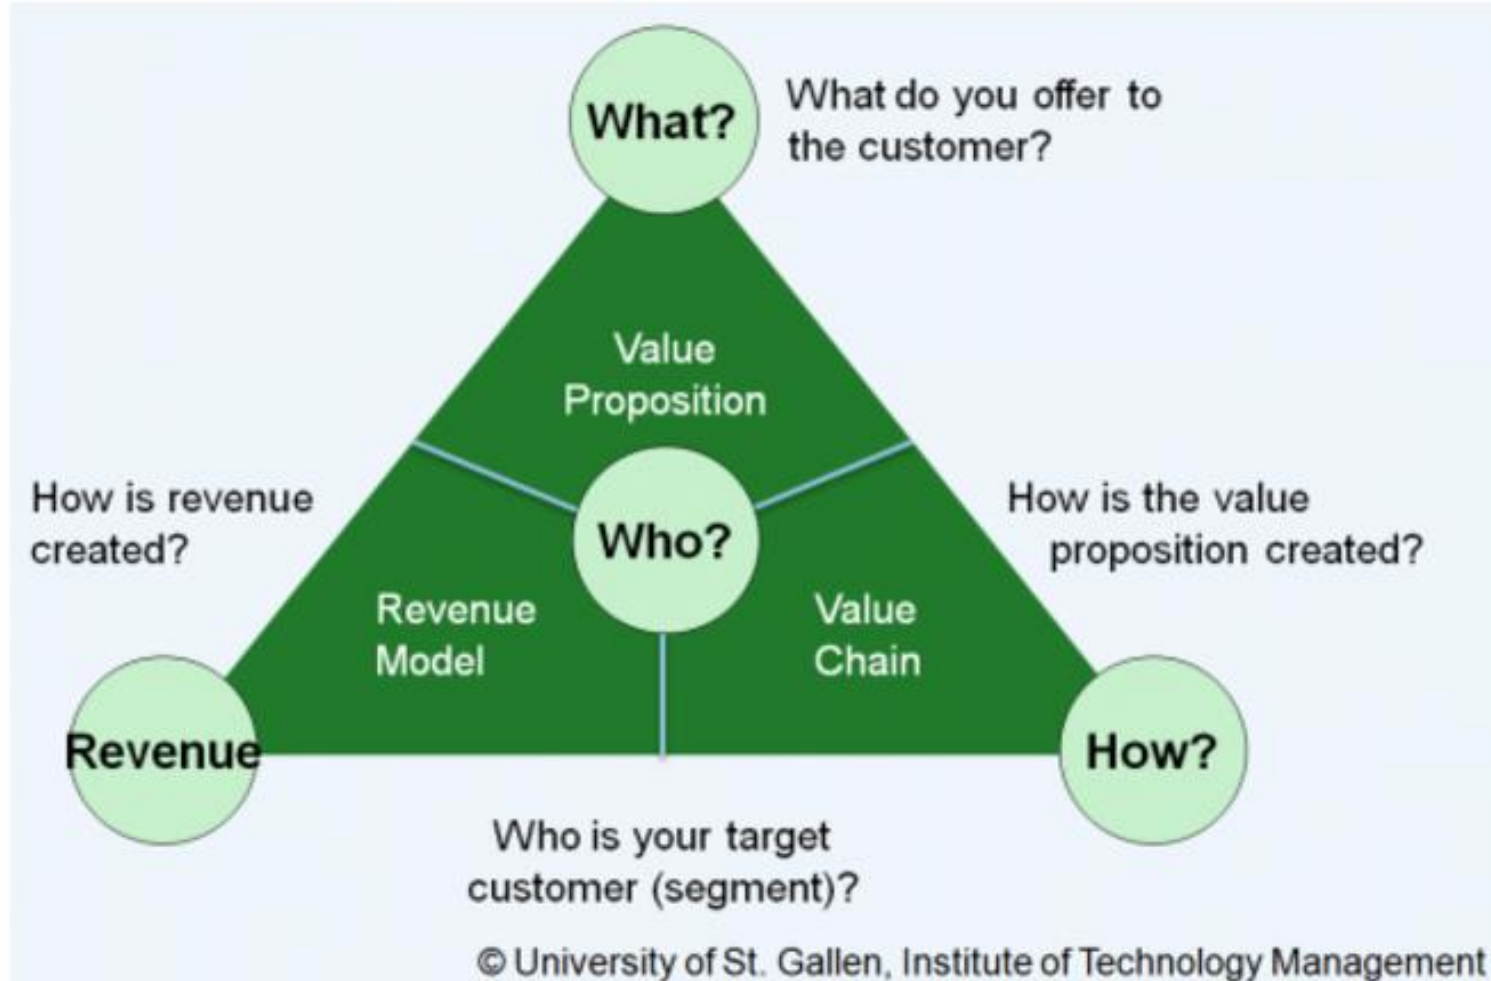 What?
What do you offer to
the customer?
Value
Proposition
How is revenue
created?
Who?
How is the value
proposition created?
Revenue
Model
Value
Chain
Revenue
How?
Who is your target
customer (segment)?
© University of St. Gallen, Institute of Technology Management